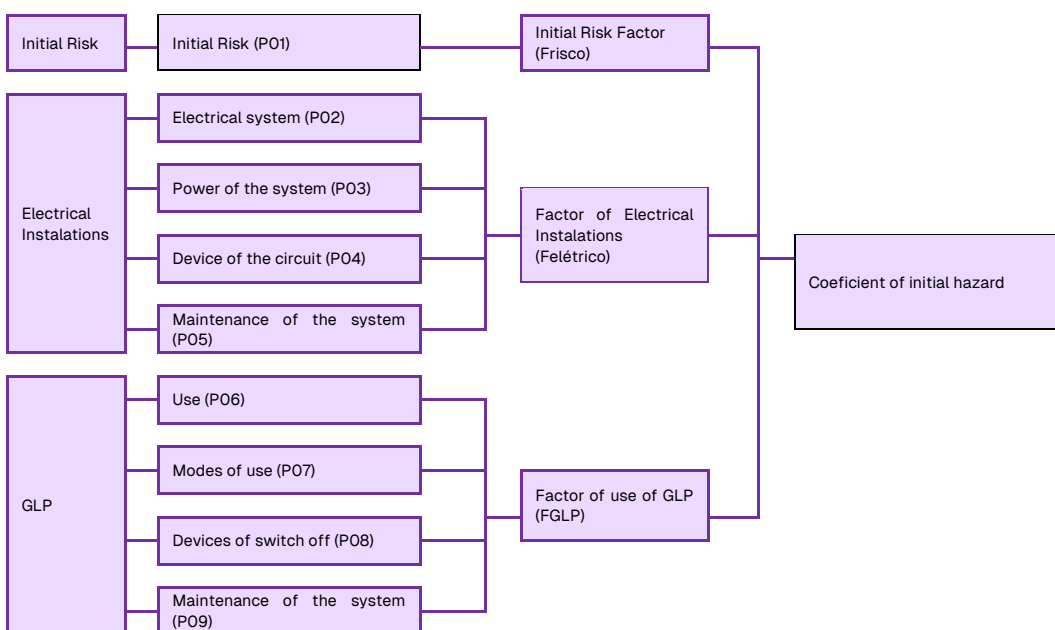 Initial Risk
Initial Risk (P01)
Initial Risk Factor
(Frisco)
Electrical
Instalations
Electrical system (P02)
Power of the system (P03)
Device of the circuit (P04)
Maintenance of the system
(P05)
Factor of Electrical
Instalations
(Felétrico)
Coeficient of initial hazard
GLP
Use (P06)
Modes of use (P07)
Devices of switch off (P08)
Maintenance of the system
(P09)
Factor of use of GLP
(FGLP)